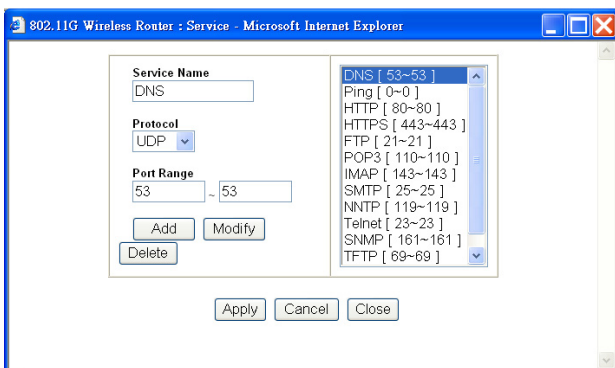 802.11G Wireless Router : Service - Microsoft Internet Explorer
Service Name
DNS
Protocol
UDP
Port Range
53 ~ 53
Add Modify
Delete
DNS [ 53~53 ]
Ping [ 0~0 ]
HTTP [ 80~80 ]
HTTPS [ 443~443 ]
FTP [ 21~21 ]
POP3 [ 110~110 ]
IMAP [ 143~143 ]
SMTP [ 25~25 ]
NNTP [ 119~119 ]
Telnet [ 23~23 ]
SNMP [ 161~161 ]
TFTP [ 69~69 ]
Apply Cancel Close